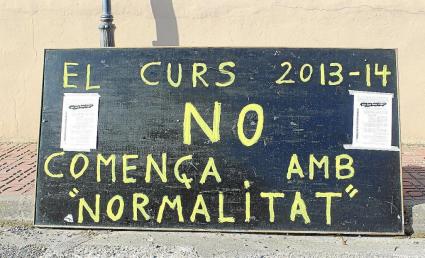 EL CURS 2013-14
NO
COMENÇA AMB
"NORMALITAT"